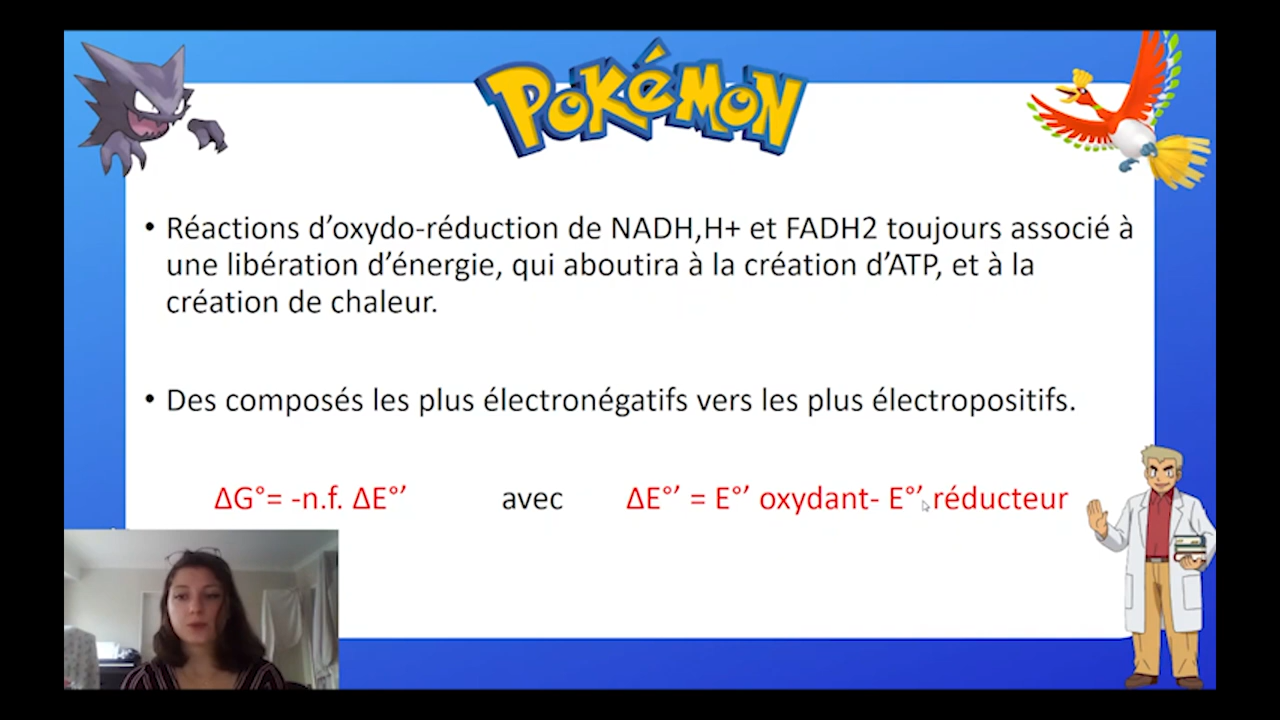 POKéMON
• Réactions d’oxydo-réduction de NADH,H+ et FADH2 toujours associé à
une libération d’énergie, qui aboutira à la création d’ATP, et à la
création de chaleur.
• Des composés les plus électronégatifs vers les plus électropositifs.
ΔG°= -n.f. ΔE°’ avec ΔE°’ = E°’ oxydant- E°’ réducteur